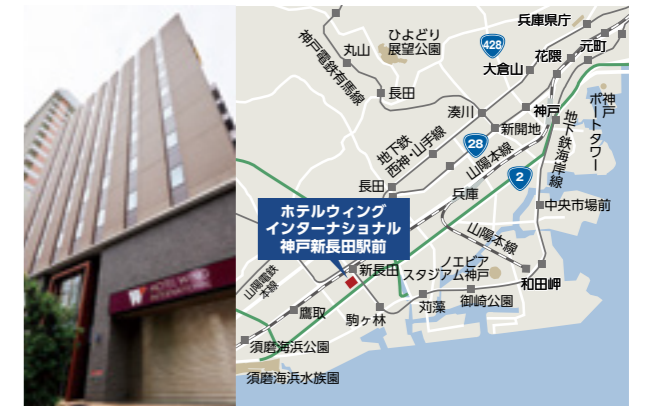 兵庫県庁
ひよどり
展望公園
丸山
神戸電鉄有馬線
428
大倉山
花隈
元町
長田
湊川
新開地
神戸
神戸
ポートタワー
地下鉄
西神・山手線
28
山陽本線
地下鉄海岸線
2
長田
兵庫
中央市場前
ホテルウィング
インターナショナル
神戸新長田駅前
山陽本線
新長田
ノエビア
スタジアム神戸
和田岬
山陽電鉄
本線
鷹取
駒ヶ林
苅藻
御崎公園
須磨海浜公園
須磨海浜水族園